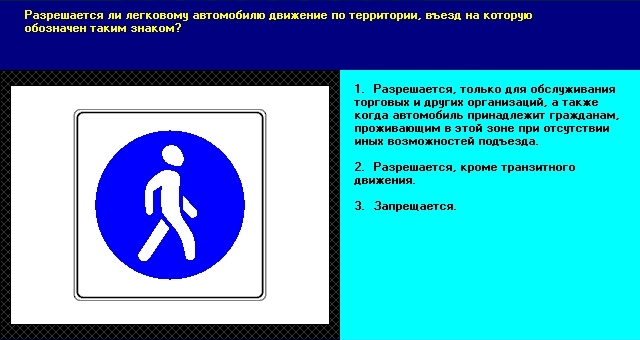 Разрешается ли легковому автомобилю движение по территории, въезд на которую
обозначен таким знаком?
1. Разрешается, только для обслуживания
торговых и других организаций, а также
когда автомобиль принадлежит гражданам,
проживающим в этой зоне при отсутствии
иных возможностей подъезда.
2. Разрешается, кроме транзитного
движения.
3. Запрещается.